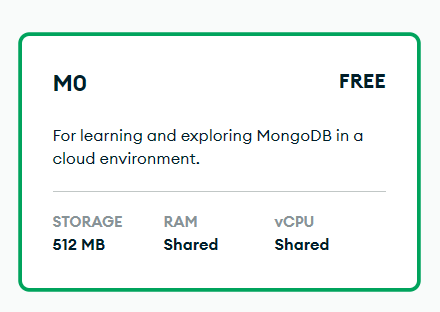 M0 FREE
For learning and exploring MongoDB in a
cloud environment.
STORAGE RAM vCPU
512 MB Shared Shared